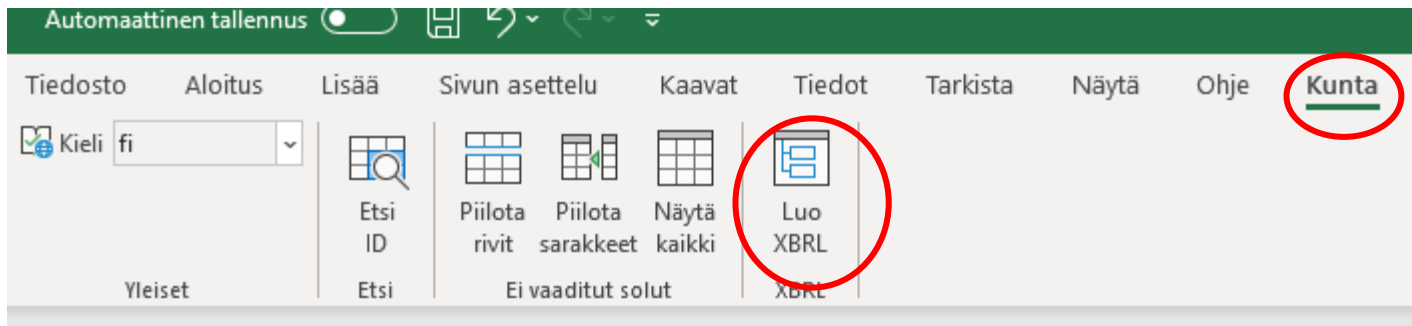 Automaattinen tallennus
Tiedosto Aloitus Lisää Sivun asettelu Kaavat Tiedot Tarkista Näytä Ohje Kunta
Kieli fi
Etsi Piilota Piilota Näytä Luo
ID rivit sarakkeet kaikki XBRL
Yleiset Etsi Ei vaaditut solut XBRL